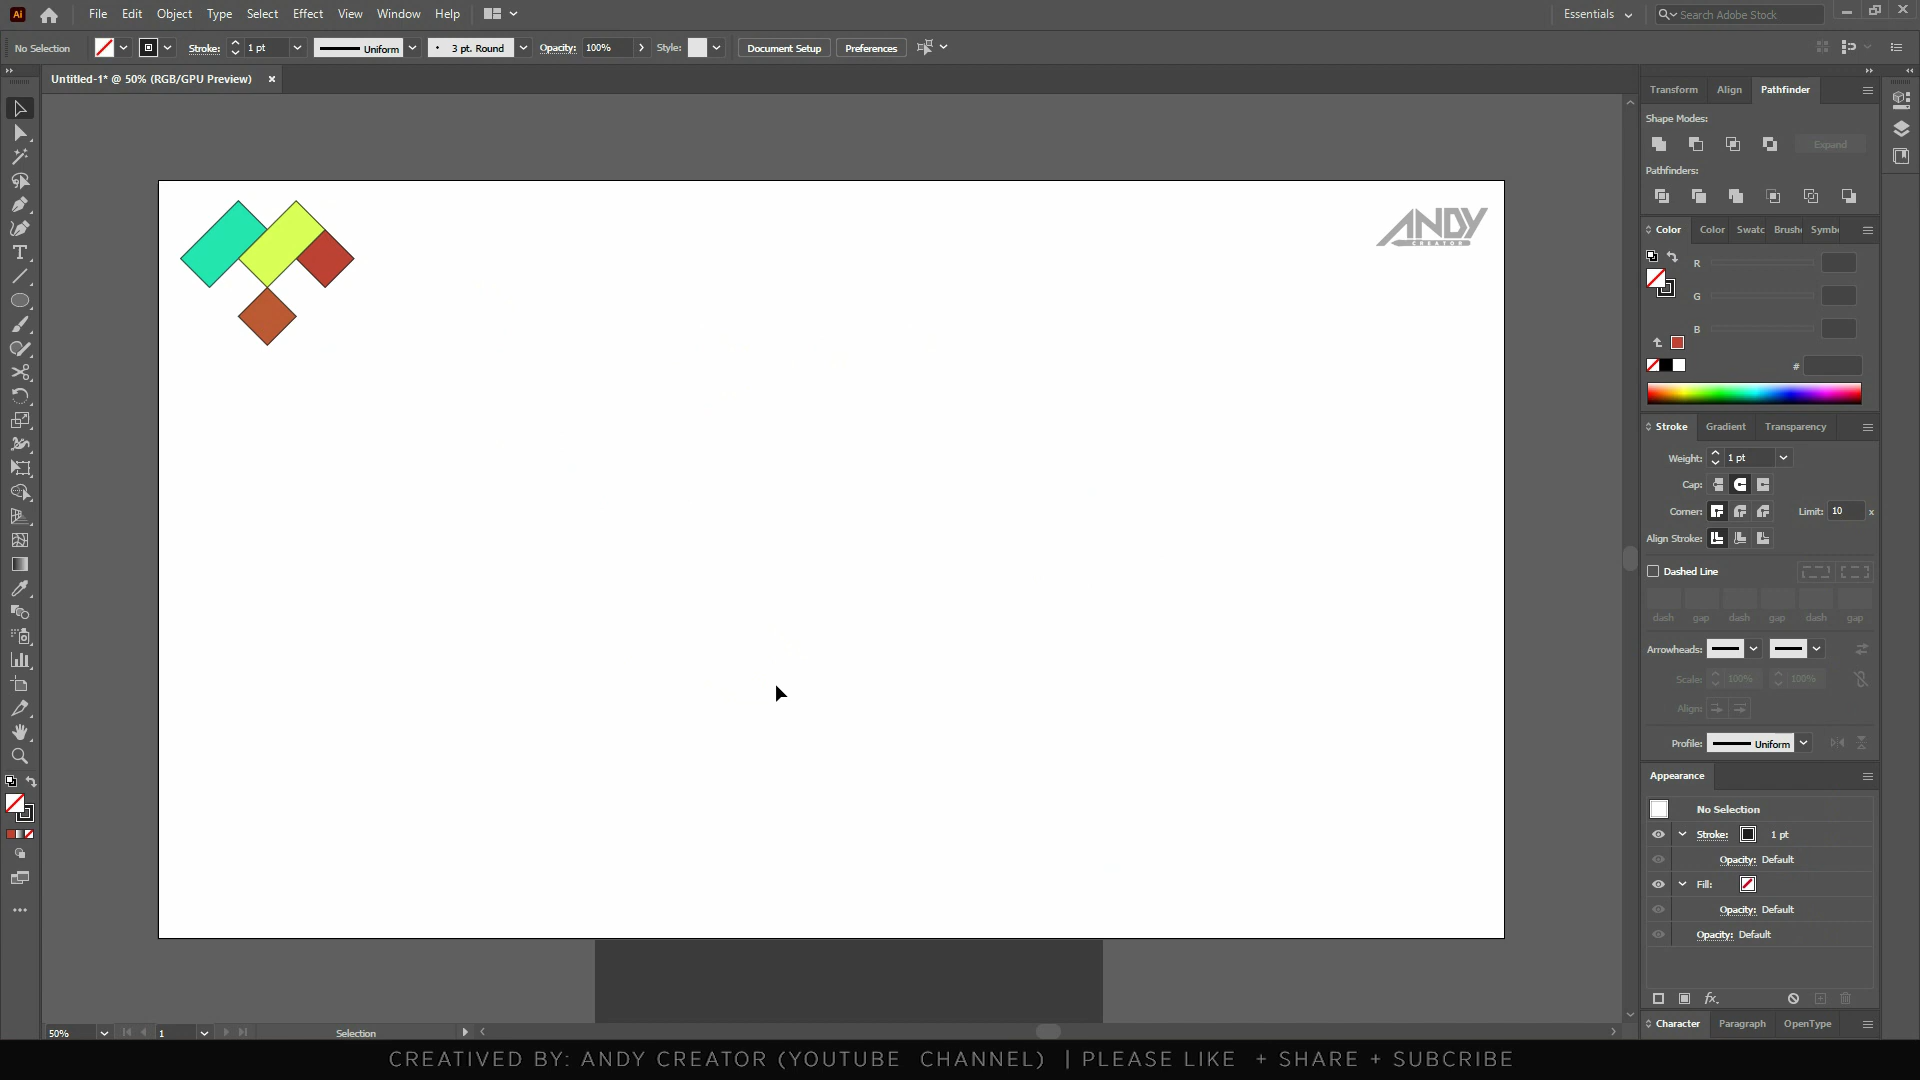 Ai File Edit Object Type Select Effect View Window Help Essentials Search Adobe Stock
No Selection Stroke: 1 pt Uniform 3 pt. Round Opacity: 100% Style: Document Setup Preferences
Untitled-1* @ 50% (RGB/GPU Preview) ×
Transform Align Pathfinder
Shape Modes:
Expand
Pathfinders:
ANDY
CREATOR
Color Color Swatc Brushe Symbo
R
G
B
#
Stroke Gradient Transparency
Weight: 1 pt
Cap:
Corner: Limit: 10 x
Align Stroke:
Dashed Line
dash gap dash gap dash gap
Arrowheads:
Scale: 100% 100%
Align:
Profile: Uniform
Appearance
No Selection
Stroke: 1 pt
Opacity: Default
Fill:
Opacity: Default
Opacity: Default
fx
50% 1 Selection
Character Paragraph OpenType
CREATIVED BY: ANDY CREATOR (YOUTUBE CHANNEL) | PLEASE LIKE + SHARE + SUBCRIBE